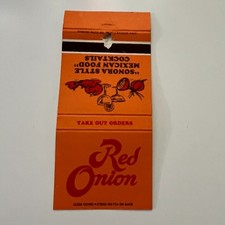 "SONORA STYLE
MEXICAN FOOD"
COCKTAILS
TAKE OUT ORDERS
Red
Onion